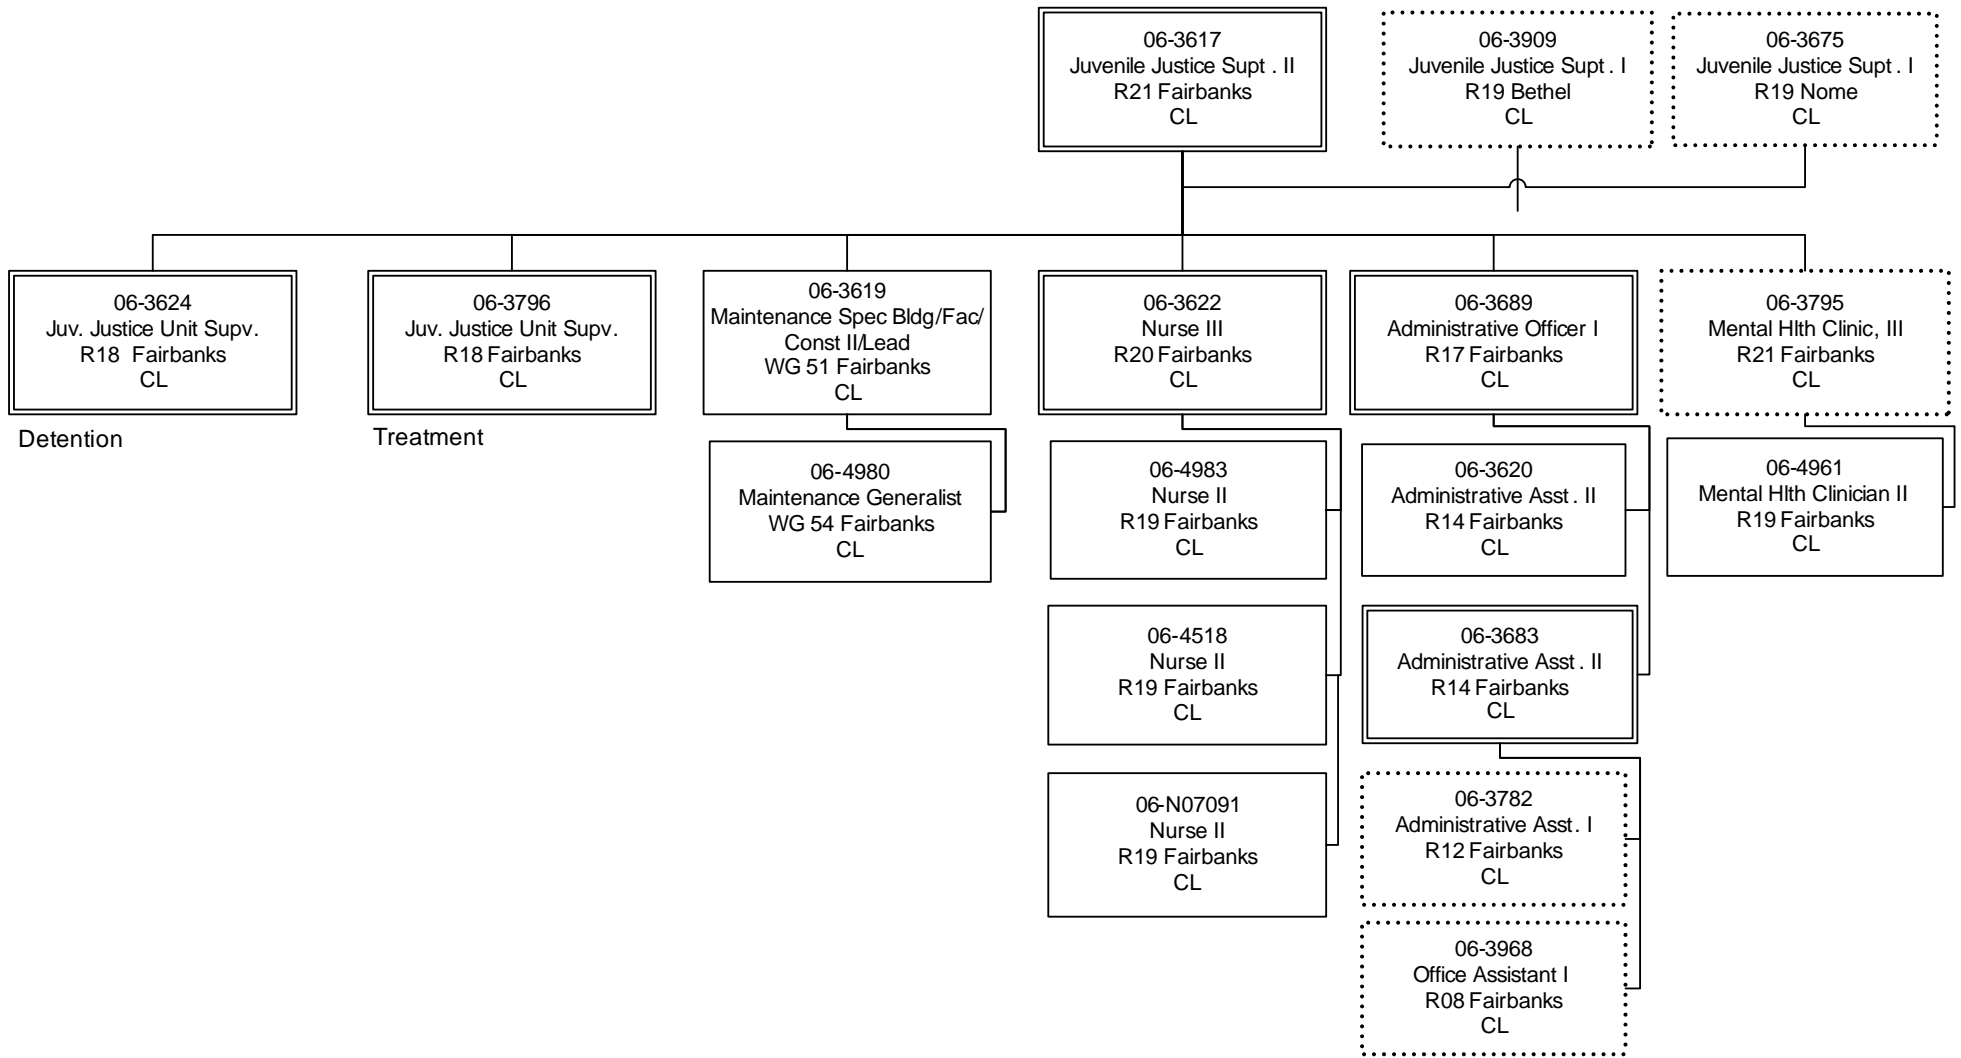 06-3617
Juvenile Justice Supt . II
R21 Fairbanks
CL
06-3909
Juvenile Justice Supt . I
R19 Bethel
CL
06-3675
Juvenile Justice Supt . I
R19 Nome
CL
06-3624
Juv. Justice Unit Supv.
R18 Fairbanks
CL
Detention
06-3796
Juv. Justice Unit Supv.
R18 Fairbanks
CL
Treatment
06-3619
Maintenance Spec Bldg/Fac/
Const II/Lead
WG 51 Fairbanks
CL
06-4980
Maintenance Generalist
WG 54 Fairbanks
CL
06-3622
Nurse III
R20 Fairbanks
CL
06-4983
Nurse II
R19 Fairbanks
CL
06-4518
Nurse II
R19 Fairbanks
CL
06-N07091
Nurse II
R19 Fairbanks
CL
06-3689
Administrative Officer I
R17 Fairbanks
CL
06-3620
Administrative Asst . II
R14 Fairbanks
CL
06-3683
Administrative Asst . II
R14 Fairbanks
CL
06-3782
Administrative Asst . I
R12 Fairbanks
CL
06-3968
Office Assistant I
R08 Fairbanks
CL
06-3795
Mental Hlth Clinic, III
R21 Fairbanks
CL
06-4961
Mental Hlth Clinician II
R19 Fairbanks
CL